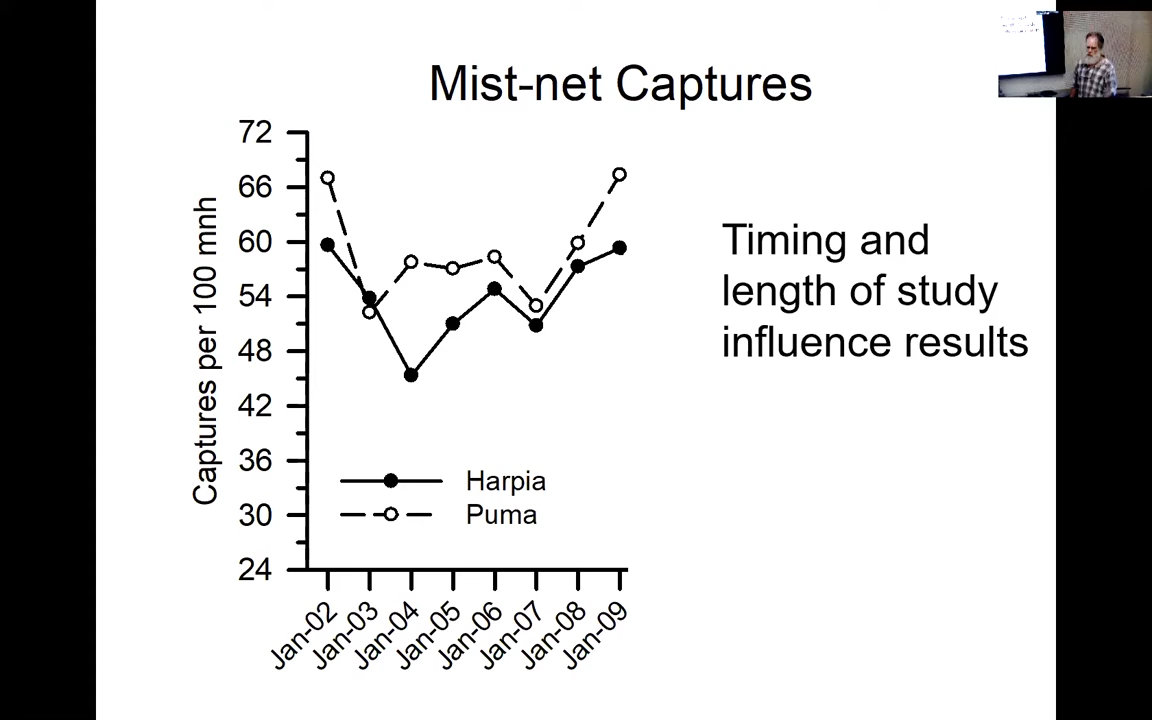 Mist-net Captures
72
66
60
54
48
42
36
30
24
Captures per 100 mnh
Harpia
Puma
Jan-02
Jan-03
Jan-04
Jan-05
Jan-06
Jan-07
Jan-08
Jan-09
Timing and
length of study
influence results